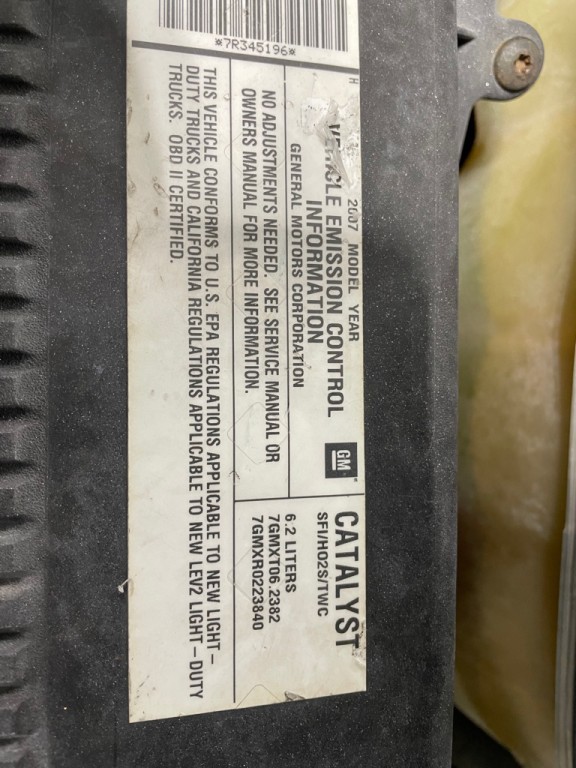 *7R345196*
H
2007 MODEL YEAR
VEHICLE EMISSION CONTROL
INFORMATION
GENERAL MOTORS CORPORATION
GM
NO ADJUSTMENTS NEEDED. SEE SERVICE MANUAL OR
OWNERS MANUAL FOR MORE INFORMATION.
CATALYST
SFI/HO2S/TWC
6.2 LITERS
7GMXT06.2382
7GMXR0223840
THIS VEHICLE CONFORMS TO U.S. EPA REGULATIONS APPLICABLE TO NEW LIGHT-
DUTY TRUCKS AND CALIFORNIA REGULATIONS APPLICABLE TO NEW LEV2 LIGHT-DUTY
TRUCKS. OBD II CERTIFIED.